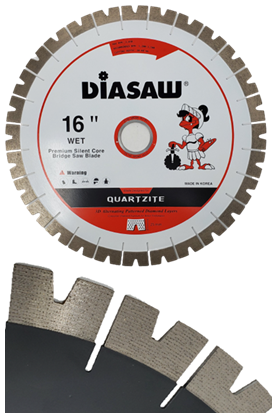 DIASAW®
16"
WET
Premium Silent Core
Bridge Saw Blade
Warning
MADE IN KOREA
QUARTZITE